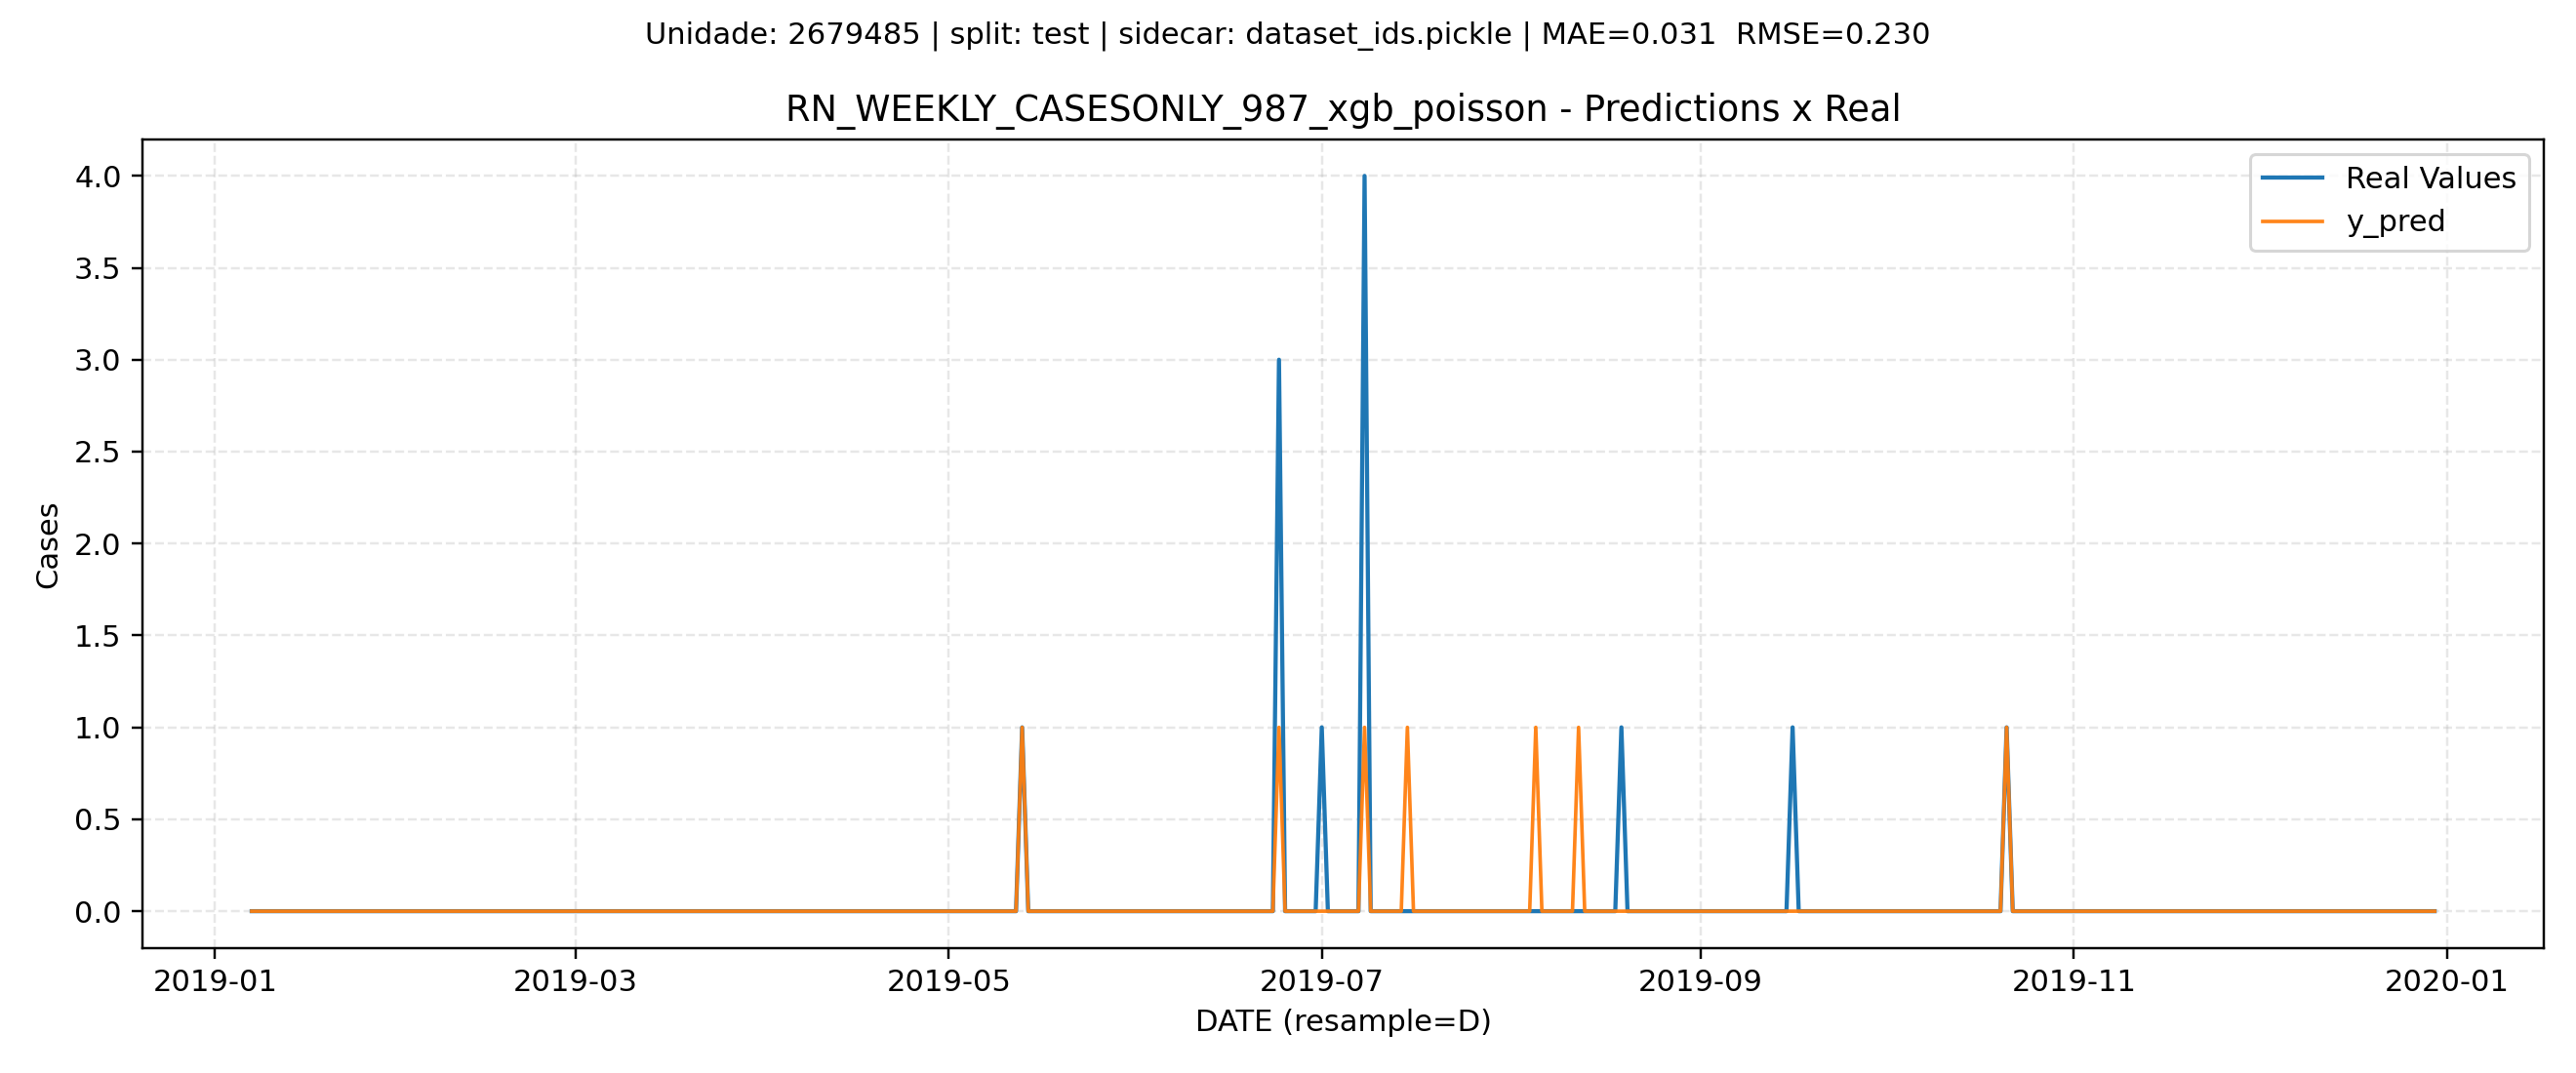 Unidade: 2679485 | split: test | sidecar: dataset_ids.pickle | MAE=0.031  RMSE=0.230
RN_WEEKLY_CASESONLY_987_xgb_poisson - Predictions x Real
Real Values
y_pred
4.0
3.5
3.0
2.5
2.0
1.5
1.0
0.5
0.0
Cases
2019-01 2019-03 2019-05 2019-07 2019-09 2019-11 2020-01
DATE (resample=D)